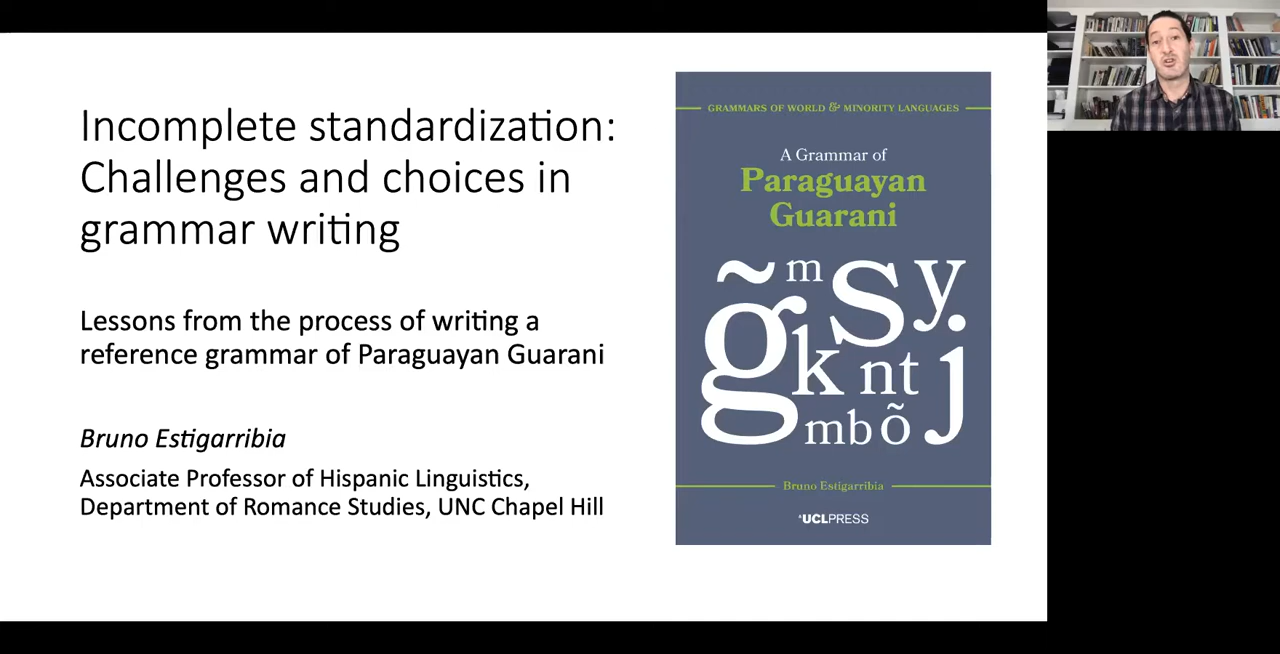 Incomplete standardization:
Challenges and choices in
grammar writing
Lessons from the process of writing a
reference grammar of Paraguayan Guarani
Bruno Estigarribia
Associate Professor of Hispanic Linguistics,
Department of Romance Studies, UNC Chapel Hill
GRAMMARS OF WORLD & MINORITY LANGUAGES
A Grammar of
Paraguayan
Guarani
g̃ m s y
k nt j
mb õ
Bruno Estigarribia
UCLPRESS